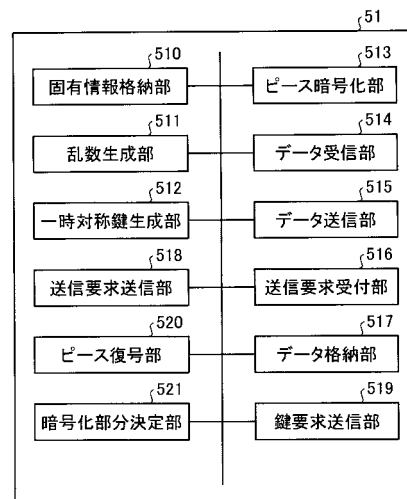 51
510
固有情報格納部
513
ピース暗号化部
511
乱数生成部
514
データ受信部
512
一時対称鍵生成部
515
データ送信部
518
送信要求送信部
516
送信要求受付部
520
ピース復号部
517
データ格納部
521
暗号化部分決定部
519
鍵要求送信部